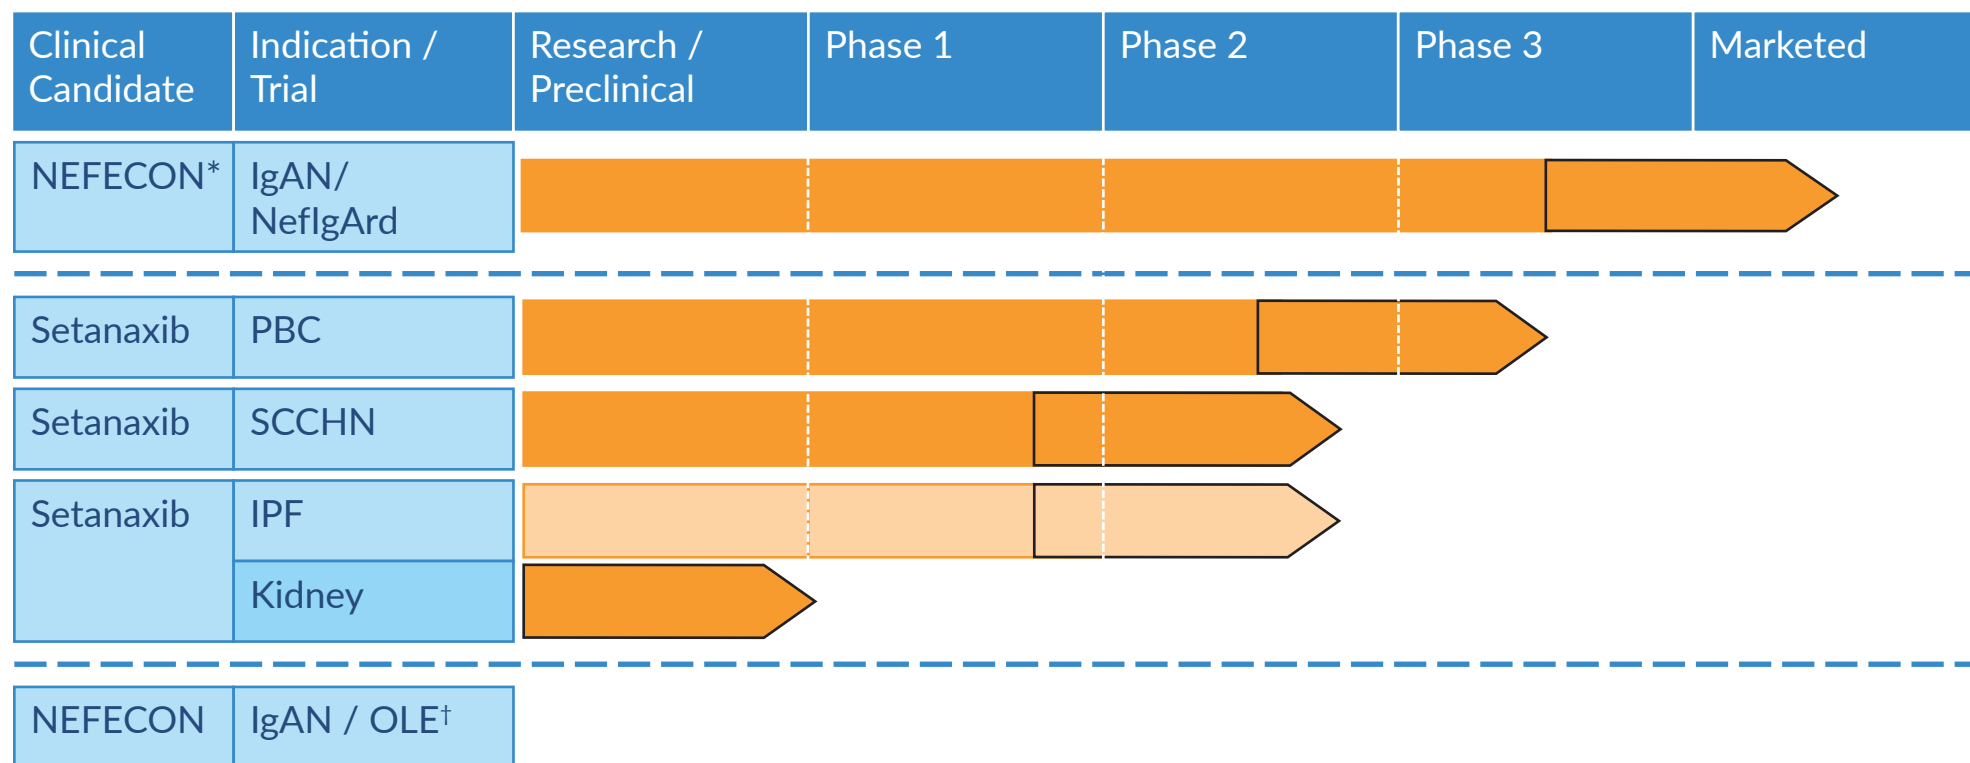 Clinical
Candidate
Indication /
Trial
Research /
Preclinical
Phase 1
Phase 2
Phase 3
Marketed
NEFECON*
IgAN/
NefIgArd
Setanaxib
PBC
Setanaxib
SCCHN
Setanaxib
IPF
Kidney
NEFECON
IgAN / OLE†